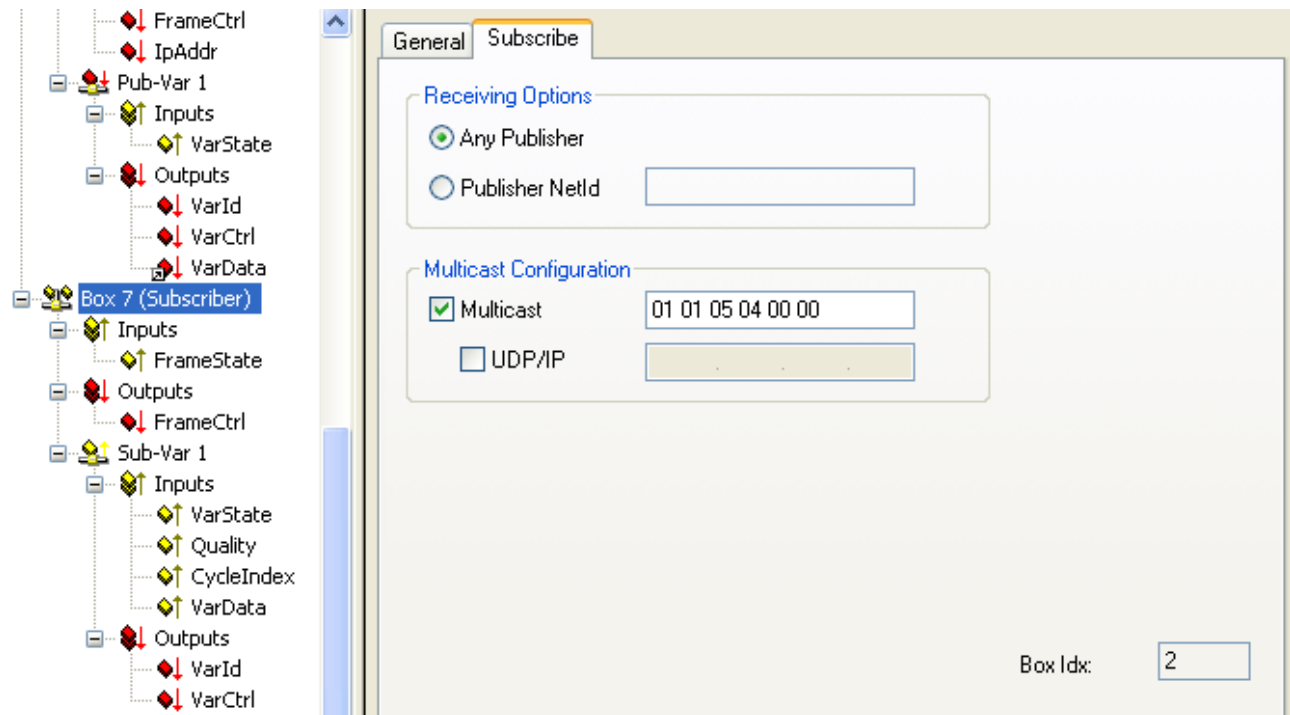 FrameCtrl
IpAddr
Pub-Var 1
Inputs
VarState
Outputs
VarId
VarCtrl
VarData
Box 7 (Subscriber)
Inputs
FrameState
Outputs
FrameCtrl
Sub-Var 1
Inputs
VarState
Quality
CycleIndex
VarData
Outputs
VarId
VarCtrl
General Subscribe
Receiving Options
Any Publisher
Publisher NetId
Multicast Configuration
Multicast 01 01 05 04 00 00
UDP/IP . . .
Box Idx: 2